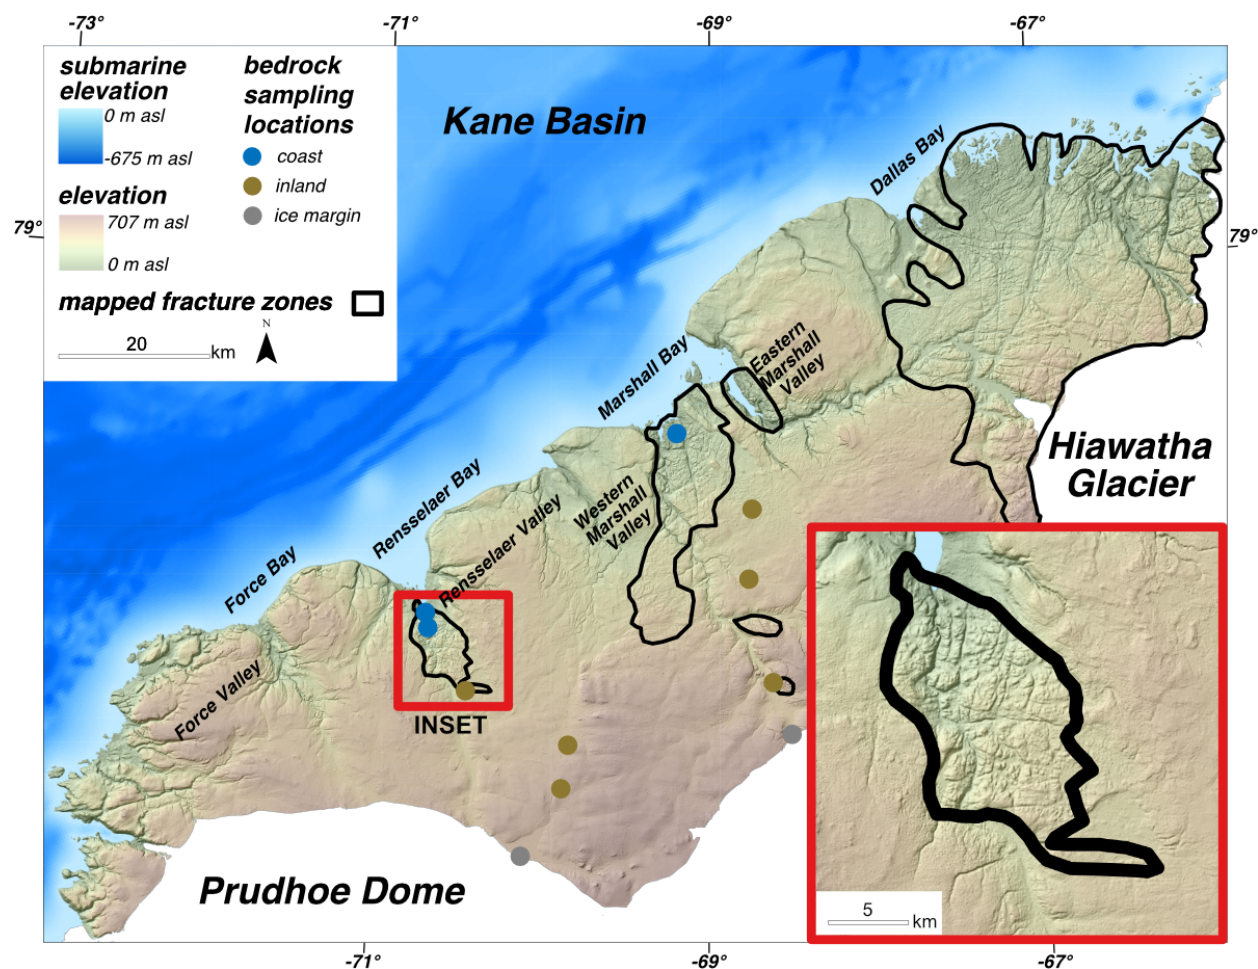 -73°
-71°
-69°
-67°
submarine
elevation
0 m asl
-675 m asl
elevation
707 m asl
0 m asl
bedrock
sampling
locations
coast
inland
ice margin
mapped fracture zones
20
km
N
79°
79°
Kane Basin
Dallas Bay
Marshall Bay
Eastern
Marshall
Valley
Rensselaer Bay
Rensselaer Valley
Western
Marshall
Valley
Force Bay
Force Valley
Hiawatha
Glacier
INSET
Prudhoe Dome
5
km
-71°
-69°
-67°